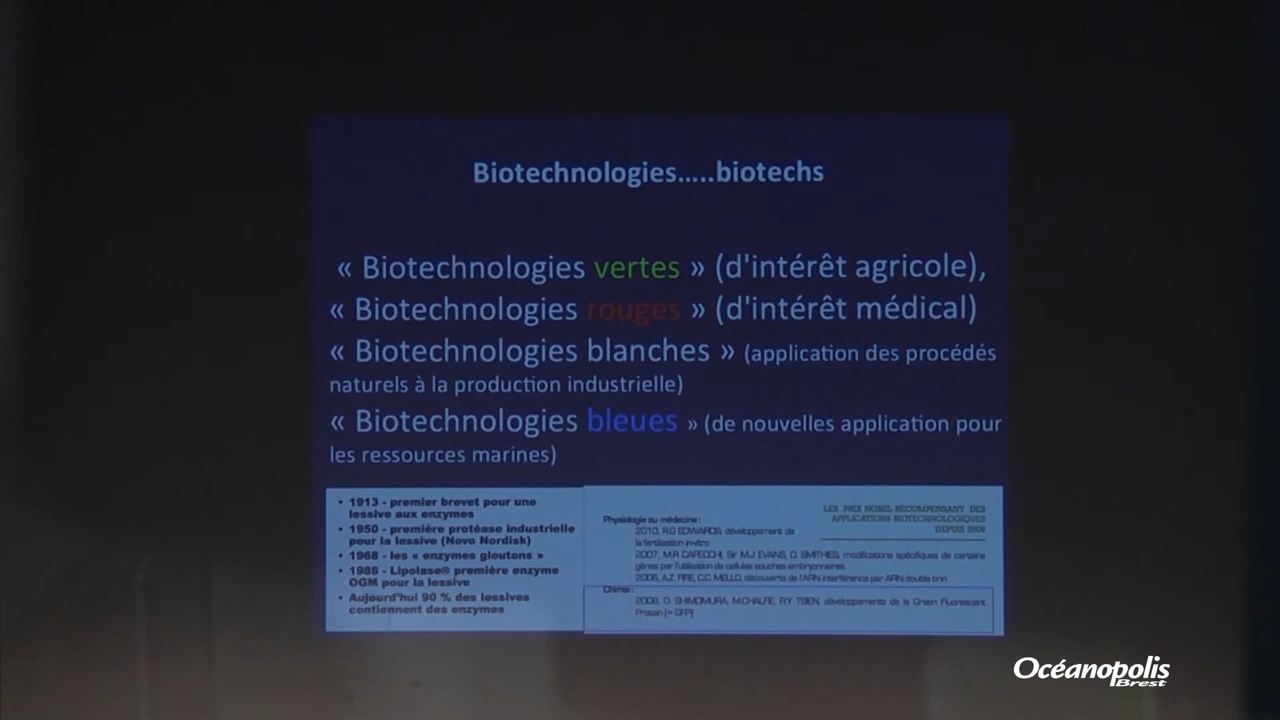 Biotechnologies.....biotechs
« Biotechnologies vertes » (d'intérêt agricole),
« Biotechnologies rouges » (d'intérêt médical)
« Biotechnologies blanches » (application des procédés
naturels à la production industrielle)
« Biotechnologies bleues » (de nouvelles application pour
les ressources marines)
• 1913 - premier brevet pour une
lessive aux enzymes
• 1950 - première protéase industrielle
pour la lessive (Novo Nordisk)
• 1968 - les « enzymes gloutons »
• 1988 - Lipolase® première enzyme
OGM pour la lessive
• Aujourd'hui 90 % des lessives
contiennent des enzymes
LES PRIX NOBEL RÉCOMPENSANT DES
APPLICATIONS BIOTECHNOLOGIQUES
DEPUIS 2006
Physiologie ou médecine :
2010, R.G EDWARDS, développement de
la fertilisation in-vitro
2007, M.R CAPECCHI, Sir M.J EVANS, O. SMITHIES, modifications spécifiques de certains
gènes par l'utilisation de cellules souches embryonnaires.
2006, A.Z. FIRE, C.C. MELLO, découverte de l'ARN interférence par ARN double brin
Chimie :
2008, O. SHIMOMURA, M.CHALFIE, R.Y TSIEN, développements de la Green Fluorescent
Protein (= GFP)
Océanopolis
Brest